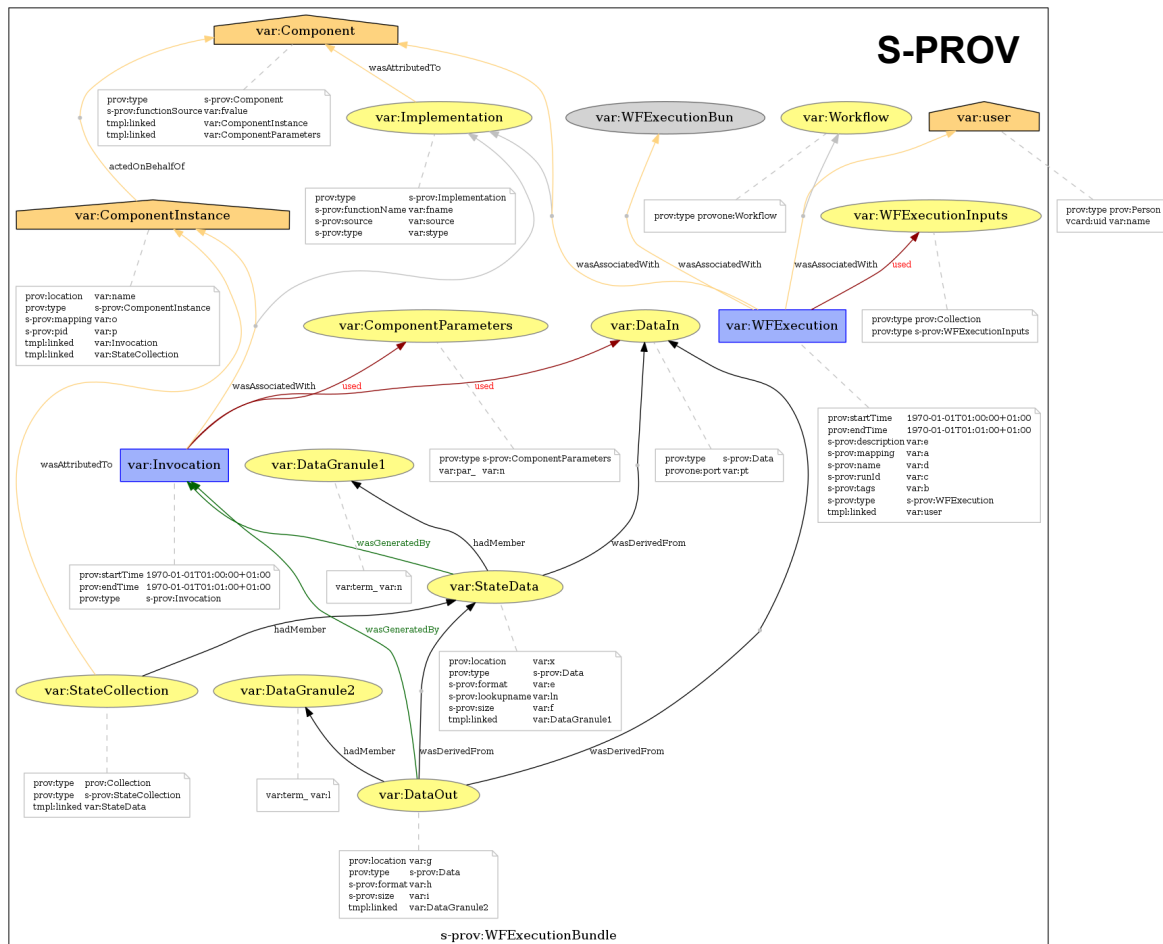 var:Component
S-PROV
wasAttributedTo
prov:type s-prov:Component
s-prov:functionSource var:fvalue
tmpl:linked var:ComponentInstance
tmpl:linked var:ComponentParameters
var:Implementation
var:WFExecutionBun
var:Workflow
var:user
actedOnBehalfOf
prov:type s-prov:Implementation
s-prov:functionName var:fname
s-prov:source var:source
s-prov:type var:stype
prov:type provone:Workflow
prov:type prov:Person
vcard:uid var:name
var:ComponentInstance
var:WFExecutionInputs
wasAssociatedWith
wasAssociatedWith
wasAssociatedWith
used
prov:location var:name
prov:type s-prov:ComponentInstance
s-prov:mapping var:o
s-prov:pid var:p
tmpl:linked var:Invocation
tmpl:linked var:StateCollection
var:ComponentParameters
var:DataIn
var:WFExecution
prov:type prov:Collection
prov:type s-prov:WFExecutionInputs
wasAssociatedWith
used
used
prov:startTime 1970-01-01T01:00:00+01:00
prov:endTime 1970-01-01T01:01:00+01:00
s-prov:description var:e
s-prov:mapping var:a
s-prov:name var:d
s-prov:runId var:c
s-prov:tags var:b
s-prov:type s-prov:WFExecution
tmpl:linked var:user
wasAttributedTo
var:Invocation
var:DataGranule1
prov:type s-prov:ComponentParameters
var:par_ var:n
prov:type s-prov:Data
provone:port var:pt
wasGeneratedBy
hadMember
wasDerivedFrom
prov:startTime 1970-01-01T01:00:00+01:00
prov:endTime 1970-01-01T01:01:00+01:00
prov:type s-prov:Invocation
var:term_ var:n
var:StateData
hadMember
wasGeneratedBy
prov:location var:x
prov:type s-prov:Data
s-prov:format var:e
s-prov:lookupname var:ln
s-prov:size var:f
tmpl:linked var:DataGranule1
var:StateCollection
var:DataGranule2
hadMember
wasDerivedFrom
wasDerivedFrom
prov:type prov:Collection
prov:type s-prov:StateCollection
tmpl:linked var:StateData
var:term_ var:l
var:DataOut
prov:location var:g
prov:type s-prov:Data
s-prov:format var:h
s-prov:size var:i
tmpl:linked var:DataGranule2
s-prov:WFExecutionBundle